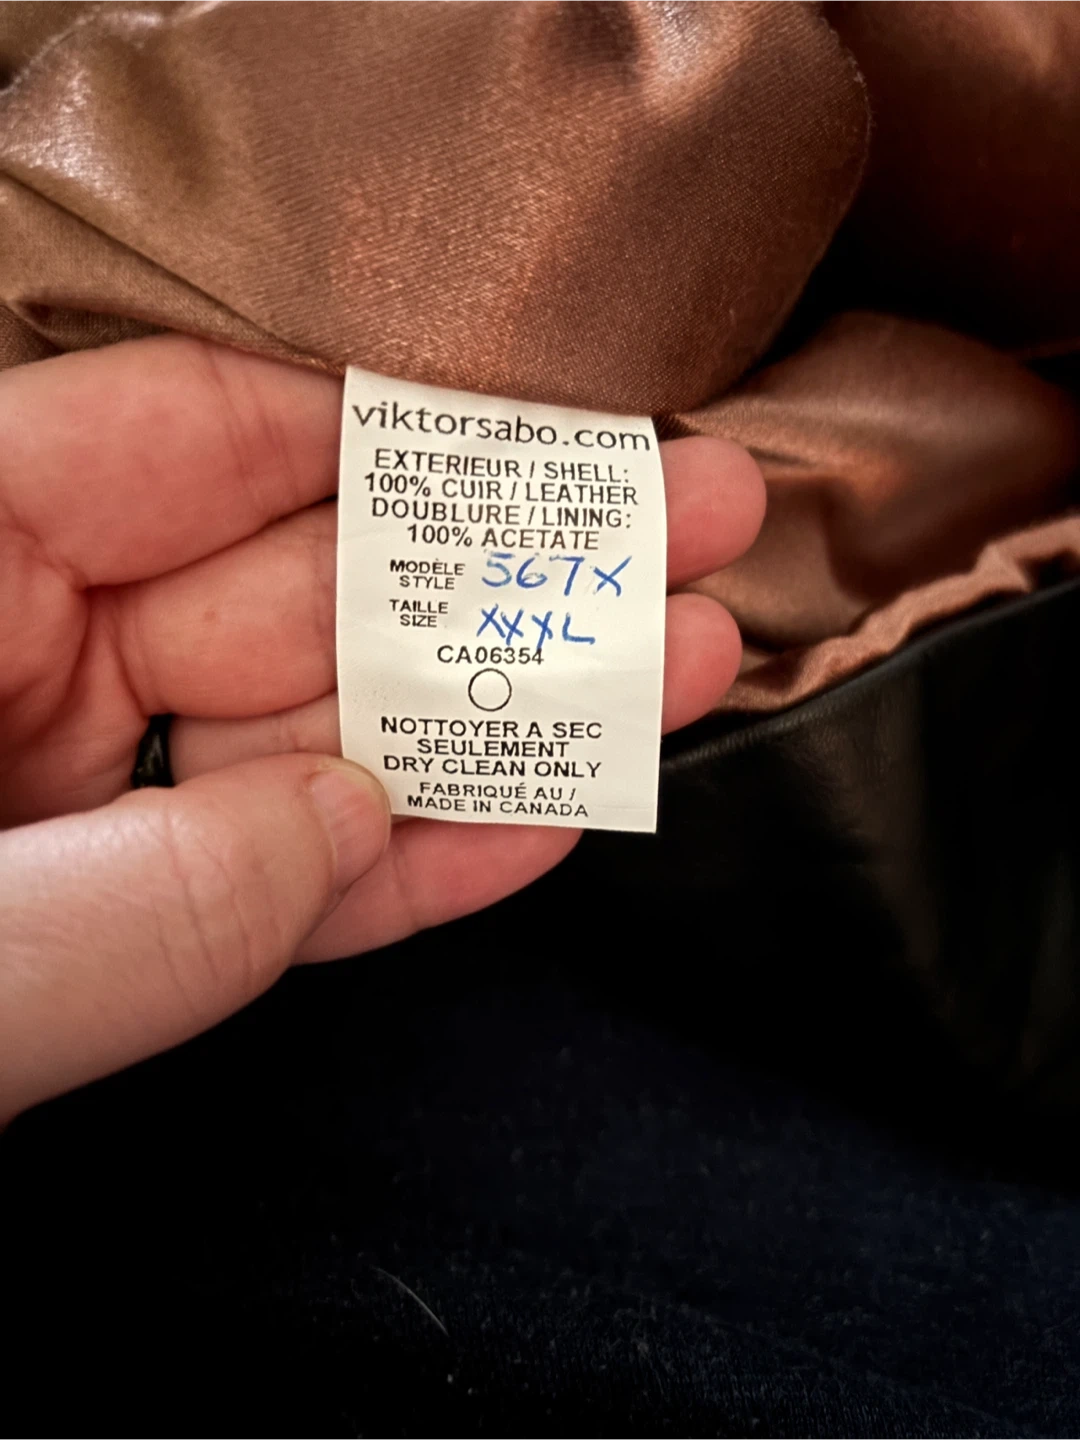 viktorsabo.com
EXTERIEUR / SHELL:
100% CUIR / LEATHER
DOUBLURE / LINING:
100% ACETATE
MODÈLE
STYLE 567X
TAILLE
SIZE XXXL
CA06354
NOTTOYER A SEC
SEULEMENT
DRY CLEAN ONLY
FABRIQUÉ AU /
MADE IN CANADA